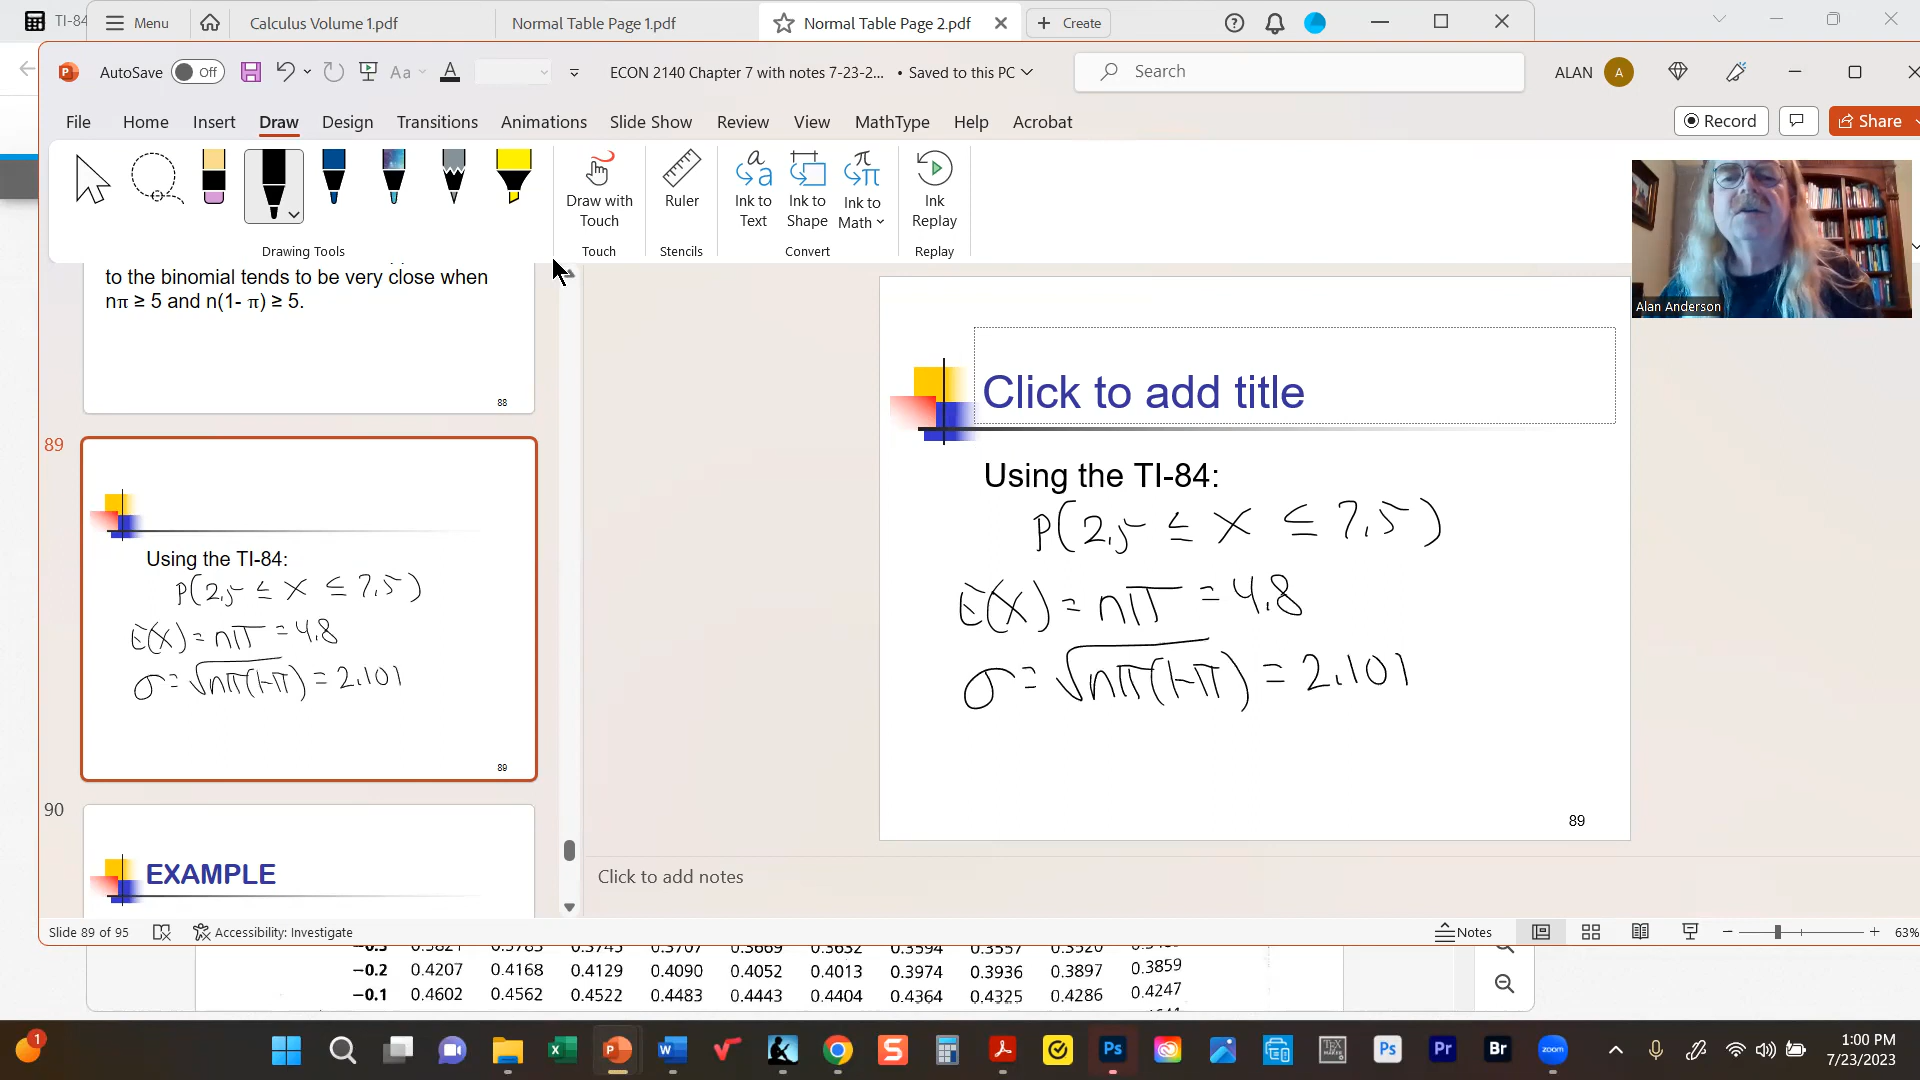 TI-84
Menu
Calculus Volume 1.pdf
Normal Table Page 1.pdf
Normal Table Page 2.pdf
Create
AutoSave
Off
Aa
A
ECON 2140 Chapter 7 with notes 7-23-2... • Saved to this PC
Search
ALAN
A
File
Home
Insert
Draw
Design
Transitions
Animations
Slide Show
Review
View
MathType
Help
Acrobat
Record
Share
Draw with Touch
Ruler
Ink to Text
Ink to Shape
Ink to Math
Ink Replay
Drawing Tools
Touch
Stencils
Convert
Replay
Alan Anderson
to the binomial tends to be very close when
nπ ≥ 5 and n(1- π) ≥ 5.
88
89
Using the TI-84:
P(2.5 ≤ X ≤ 7.5)
E(X) = nπ = 4.8
σ = √nπ(1-π) = 2.101
89
90
EXAMPLE
Click to add title
Using the TI-84:
P(2.5 ≤ X ≤ 7.5)
E(X) = nπ = 4.8
σ = √nπ(1-π) = 2.101
89
Click to add notes
Slide 89 of 95
Accessibility: Investigate
Notes
63%
−0.2 0.4207 0.4168 0.4129 0.4090 0.4052 0.4013 0.3974 0.3936 0.3897 0.3859
−0.1 0.4602 0.4562 0.4522 0.4483 0.4443 0.4404 0.4364 0.4325 0.4286 0.4247
1
zoom
Ps
Ps
Pr
Br
1:00 PM
7/23/2023